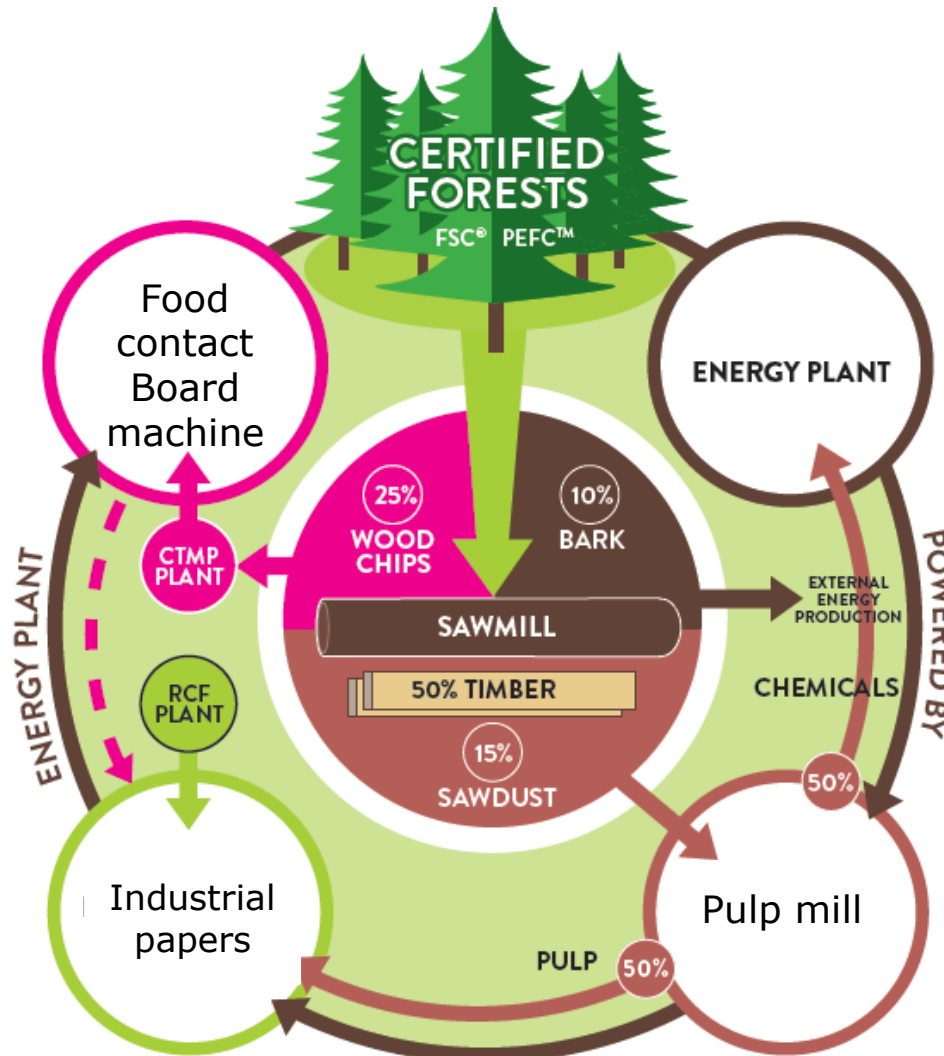 CERTIFIED
FORESTS
FSC® PEFC™
Food
contact
Board
machine
ENERGY PLANT
25%
WOOD
CHIPS
10%
BARK
CTMP
PLANT
EXTERNAL
ENERGY
PRODUCTION
SAWMILL
ENERGY PLANT
POWERED BY
RCF
PLANT
50% TIMBER
CHEMICALS
15%
SAWDUST
50%
Industrial
papers
Pulp mill
PULP
50%